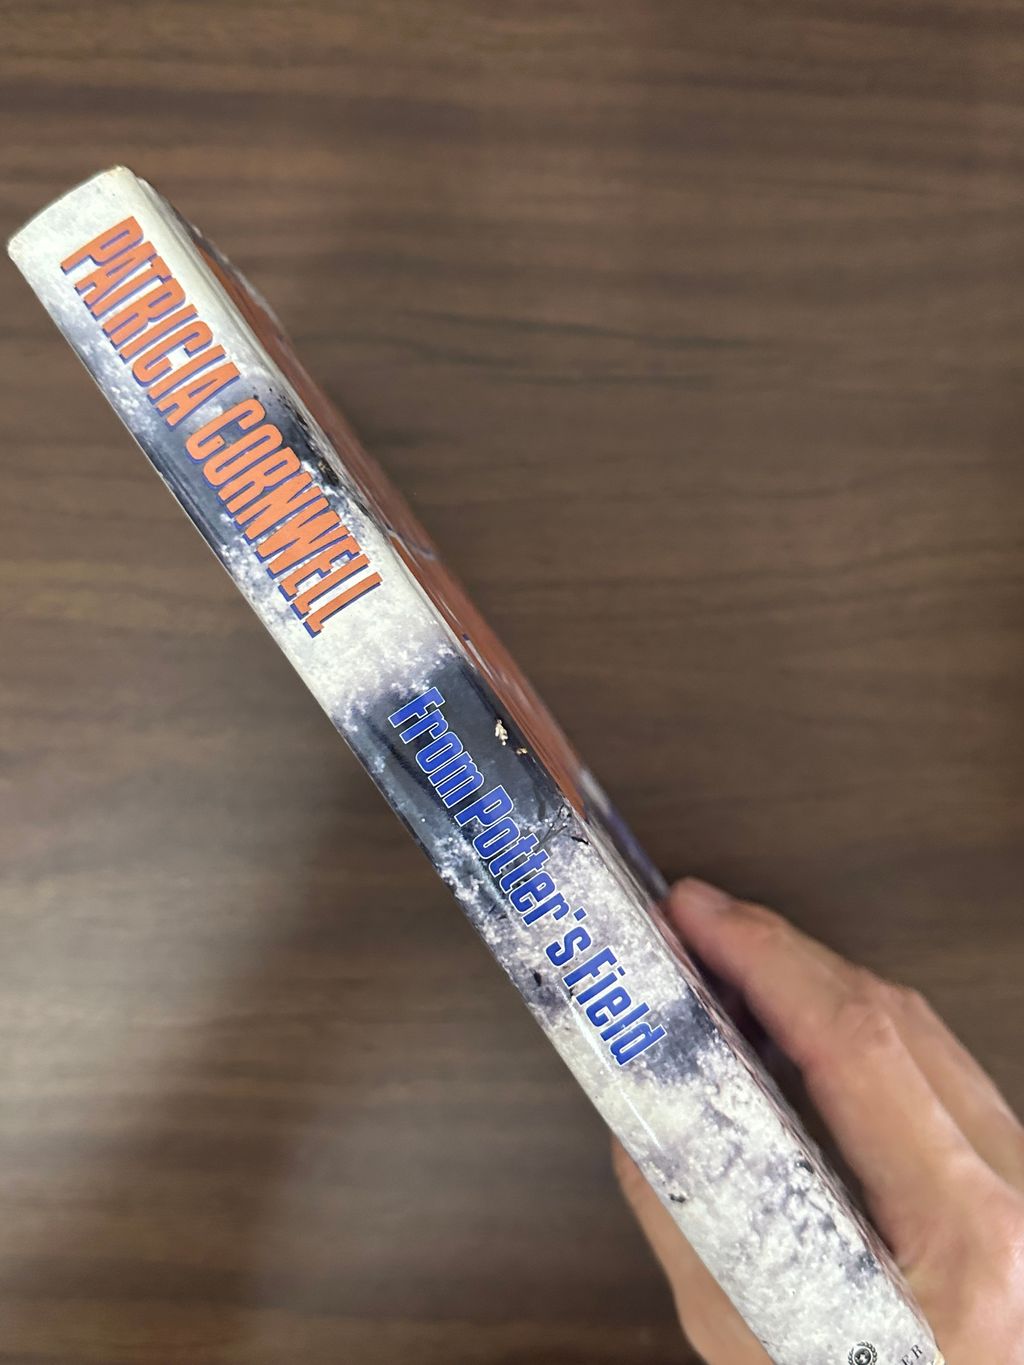 PATRICIA CORNWELL
From Potter's Field